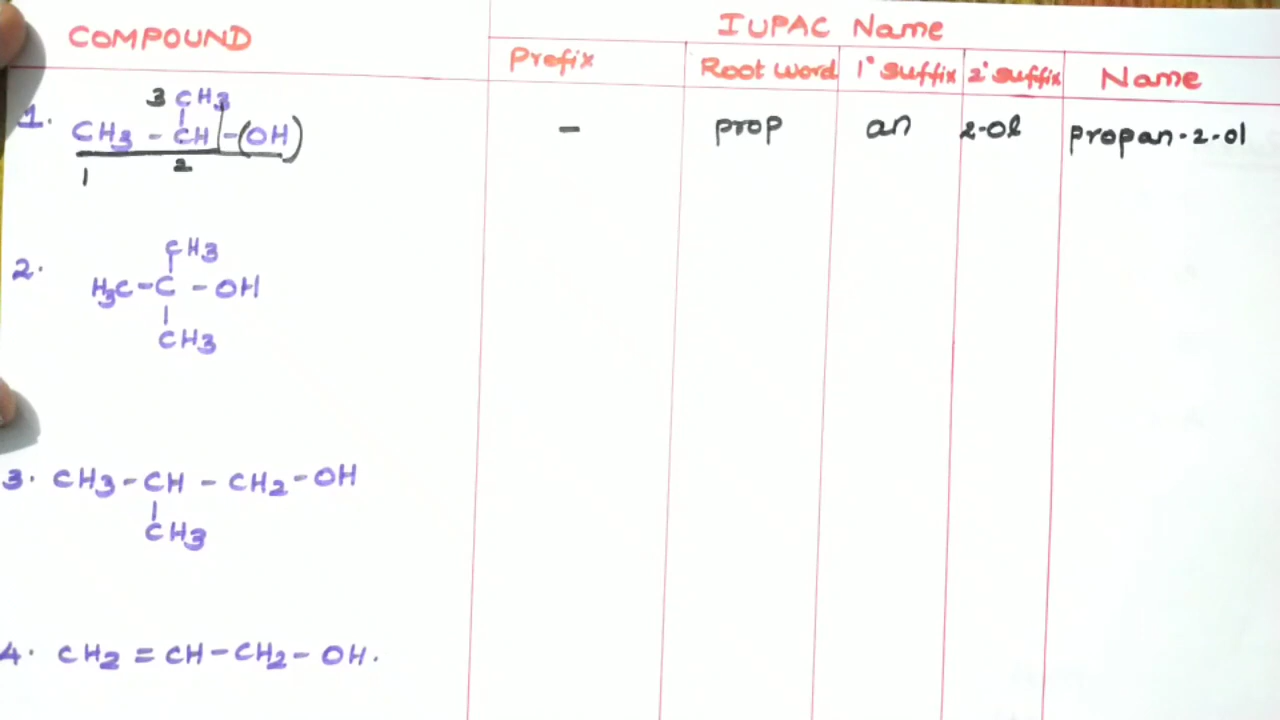 COMPOUND
IUPAC Name
Prefix Root word 1° suffix 2° suffix Name
3 CH3
1. CH3 - CH - (OH) - prop an 2-ol propan-2-ol
1 2
CH3
2. H3C - C - OH
CH3
3. CH3 - CH - CH2 - OH
CH3
4. CH2 = CH - CH2 - OH.